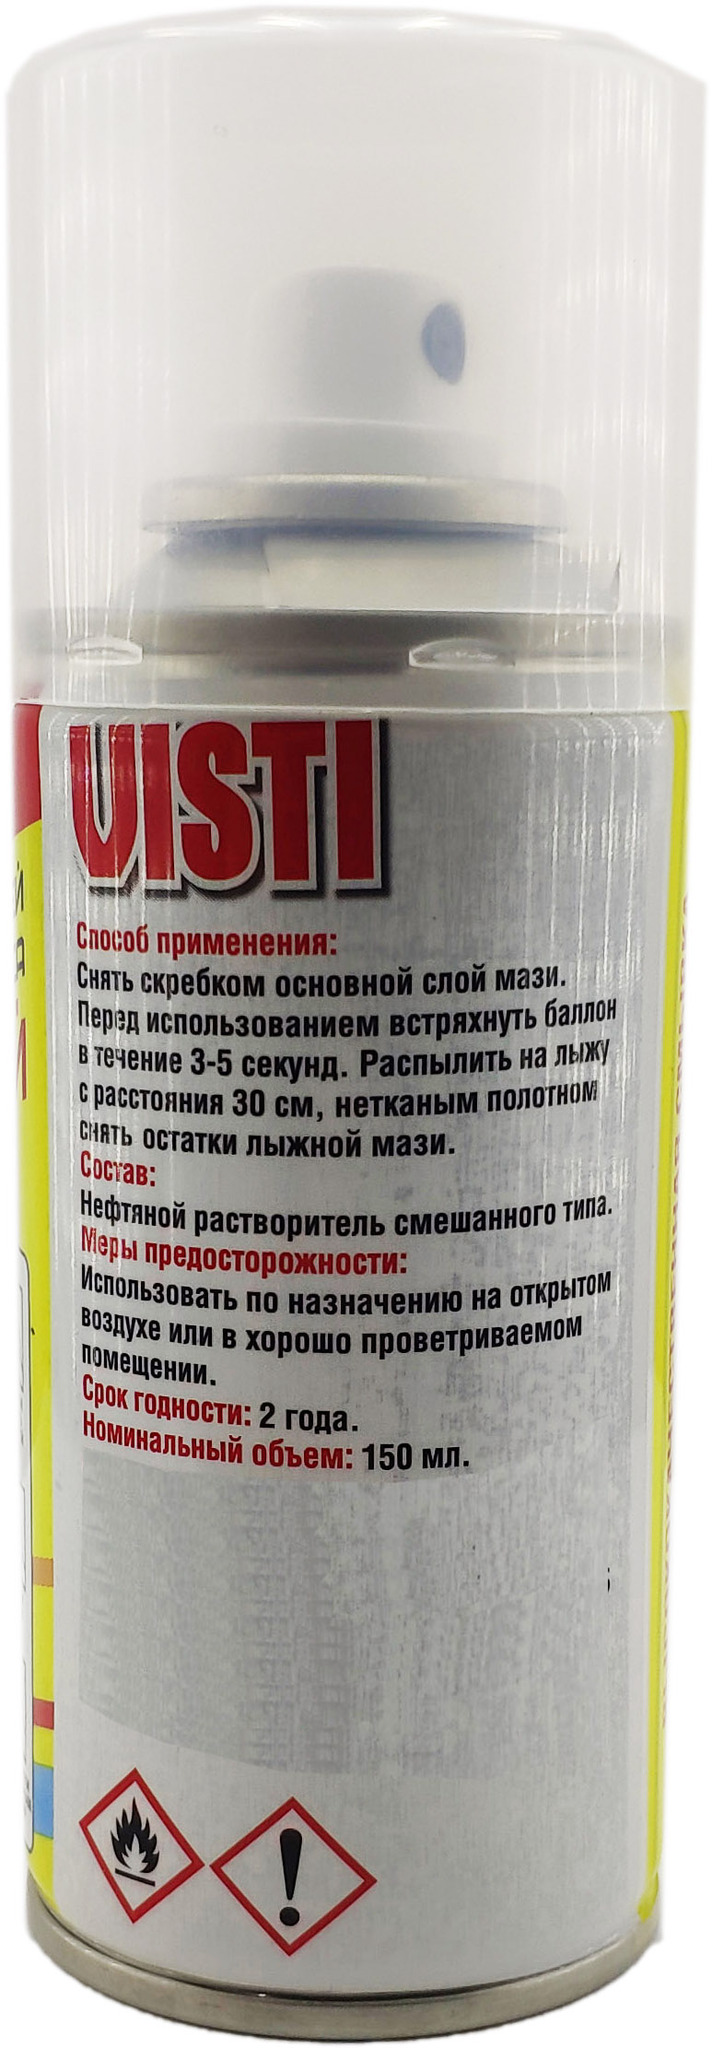 VISTI
Способ применения:
Снять скребком основной слой мази.
Перед использованием встряхнуть баллон
в течение 3-5 секунд. Распылить на лыжу
с расстояния 30 см, нетканым полотном
снять остатки лыжной мази.
Состав:
Нефтяной растворитель смешанного типа.
Меры предосторожности:
Использовать по назначению на открытом
воздухе или в хорошо проветриваемом
помещении.
Срок годности: 2 года.
Номинальный объем: 150 мл.